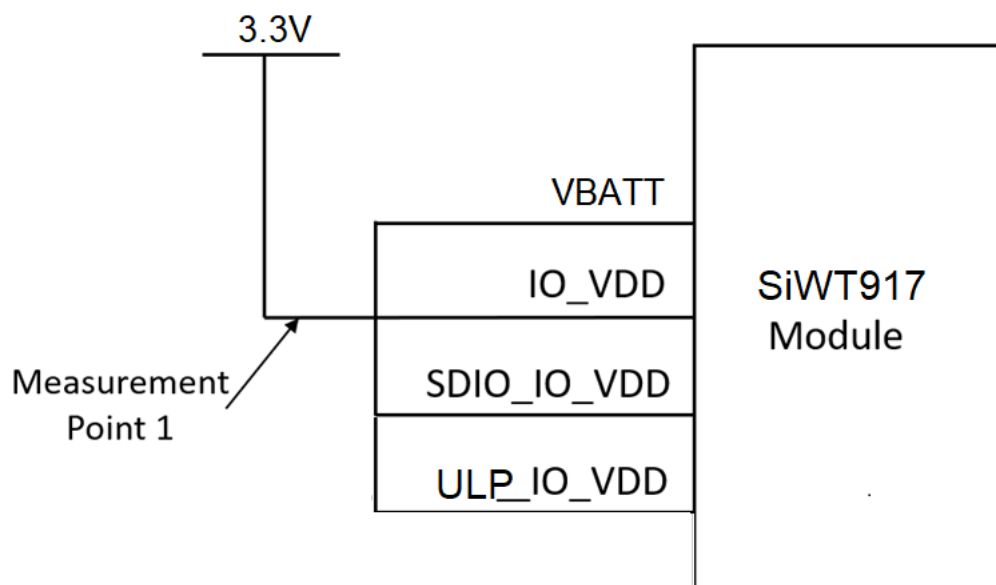 3.3V
VBATT
IO_VDD
SiWT917
Module
Measurement
Point 1
SDIO_IO_VDD
ULP_IO_VDD